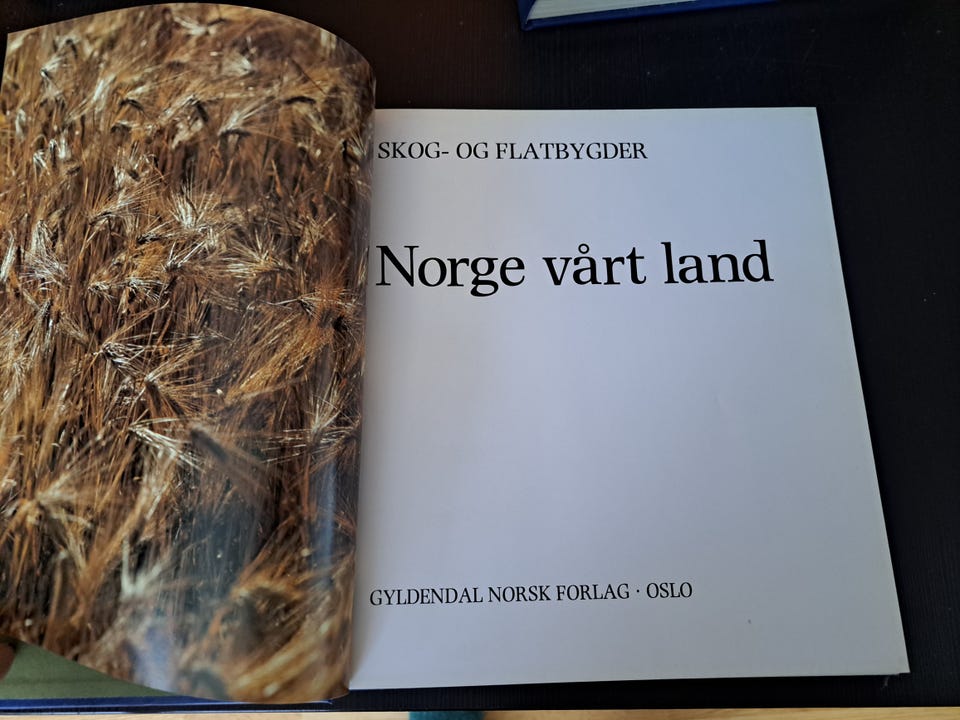 SKOG- OG FLATBYGDER
Norge vårt land
GYLDENDAL NORSK FORLAG · OSLO